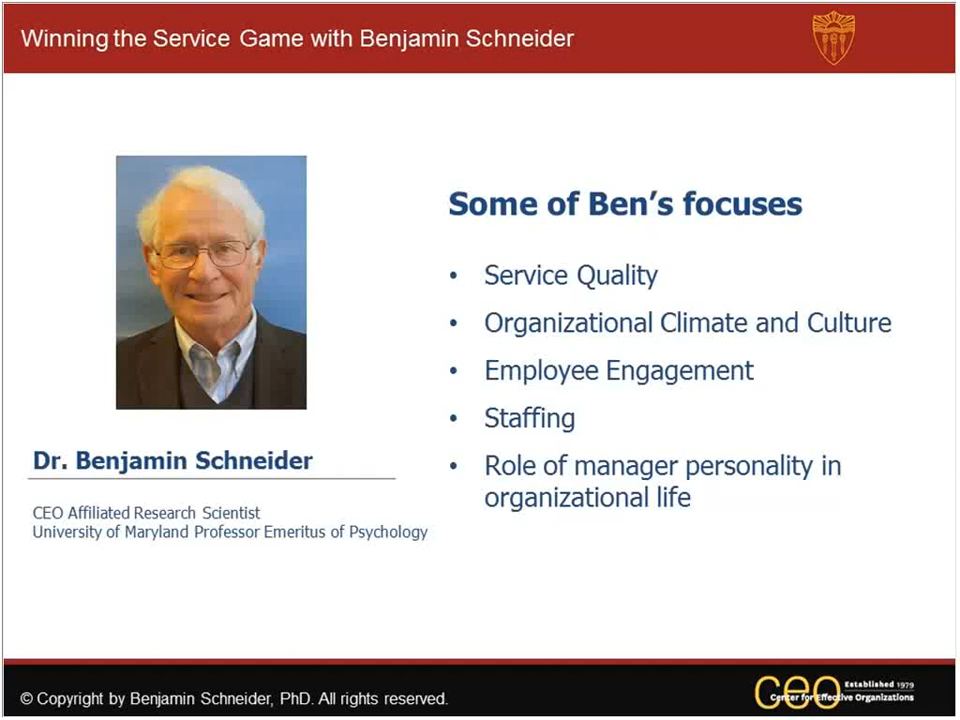 Winning the Service Game with Benjamin Schneider
Some of Ben's focuses
• Service Quality
• Organizational Climate and Culture
• Employee Engagement
• Staffing
• Role of manager personality in
organizational life
Dr. Benjamin Schneider
CEO Affiliated Research Scientist
University of Maryland Professor Emeritus of Psychology
© Copyright by Benjamin Schneider, PhD. All rights reserved.
ceo
Established 1979
Center for Effective Organizations